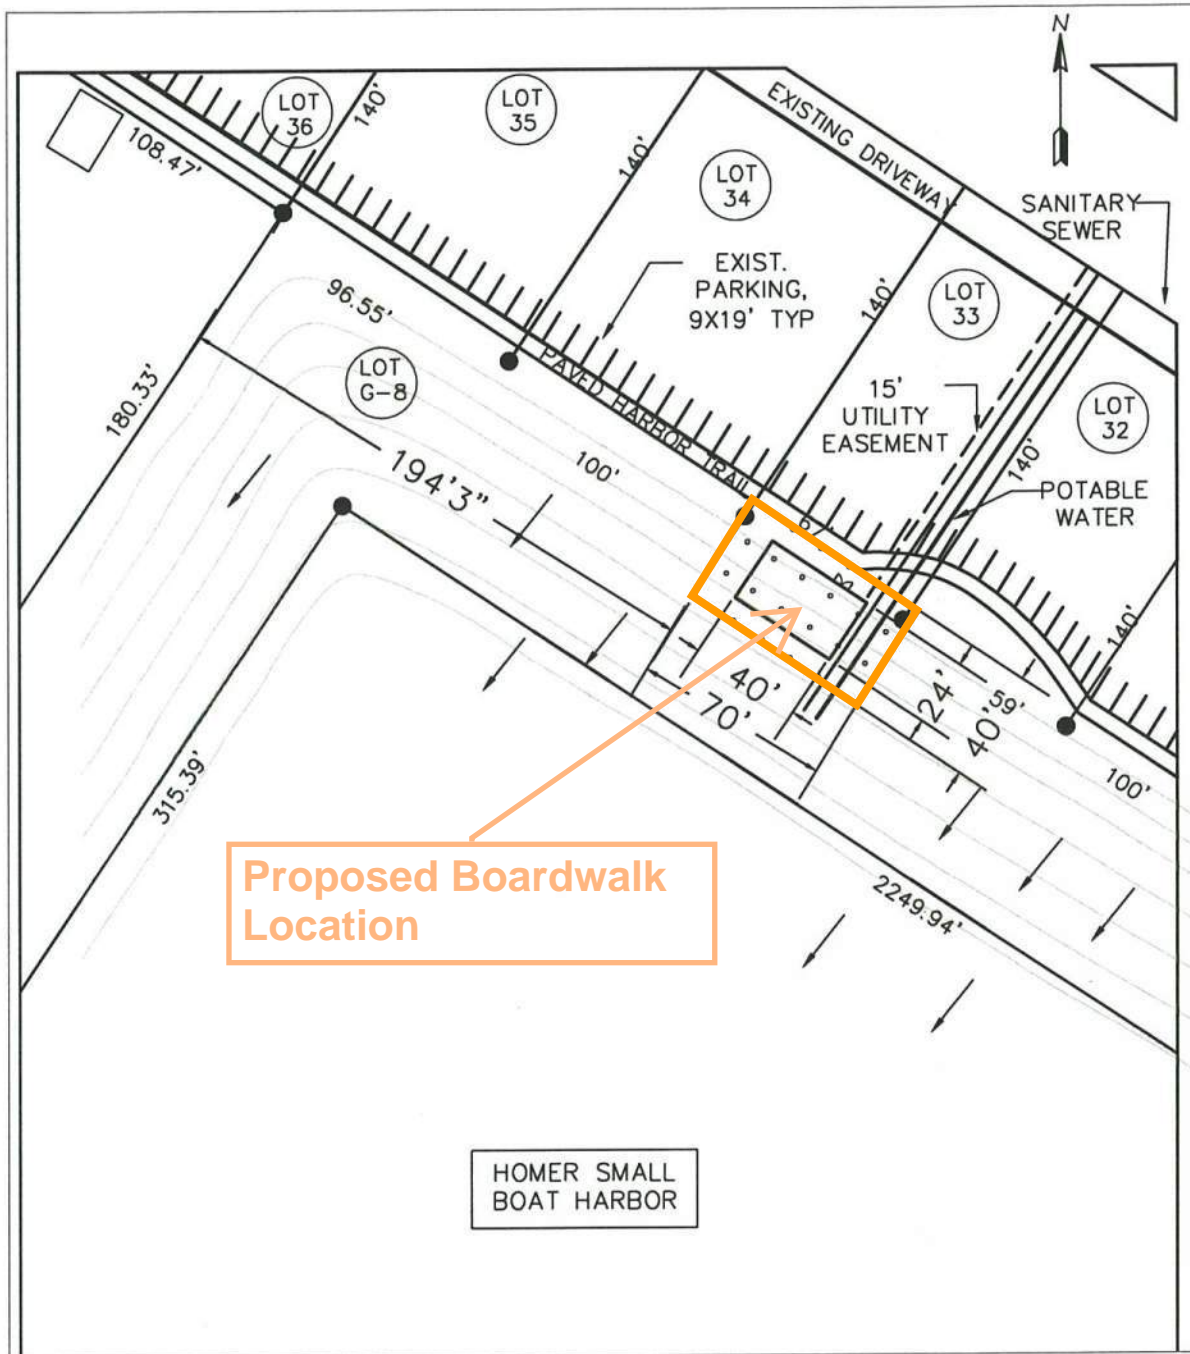 N
LOT
36
140'
LOT
35
EXISTING DRIVEWAY
108.47'
140'
LOT
34
SANITARY
SEWER
EXIST.
PARKING,
9X19' TYP
140'
LOT
33
96.55'
LOT
G-8
PAVED HARBOR TRAIL
15'
UTILITY
EASEMENT
LOT
32
180.33'
194'3"
100'
140'
POTABLE
WATER
140'
40'
70'
24'
40'
59'
100'
315.39'
Proposed Boardwalk
Location
2249.94'
HOMER SMALL
BOAT HARBOR